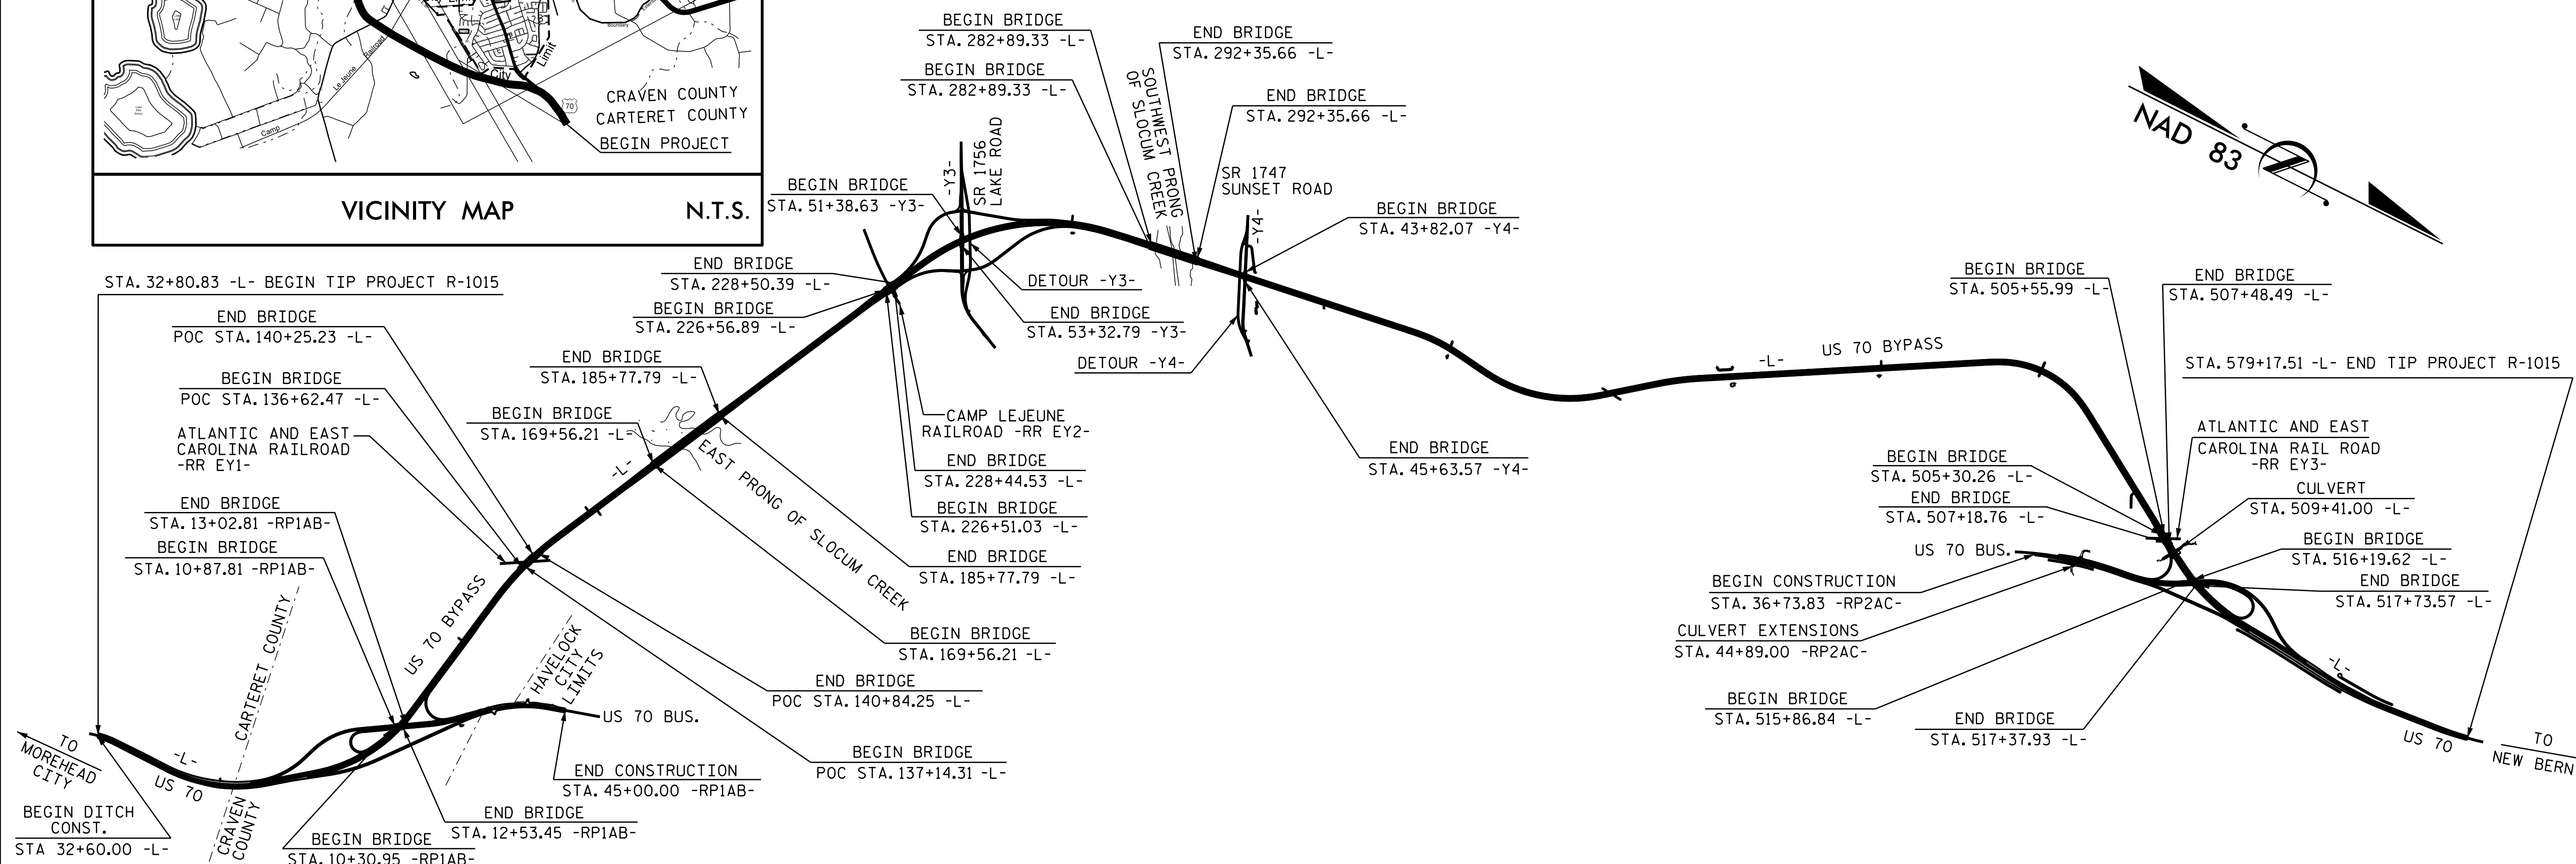 Le Jeune
Railroad
Camp
City
Limit
70
CRAVEN COUNTY
CARTERET COUNTY
BEGIN PROJECT
VICINITY MAP N.T.S.
NAD 83
BEGIN BRIDGE
STA. 282+89.33 -L-
BEGIN BRIDGE
STA. 282+89.33 -L-
END BRIDGE
STA. 292+35.66 -L-
END BRIDGE
STA. 292+35.66 -L-
SOUTHWEST PRONG
OF SLOCUM CREEK
SR 1756
LAKE ROAD
-Y3-
BEGIN BRIDGE
STA. 51+38.63 -Y3-
SR 1747
SUNSET ROAD
-Y4-
BEGIN BRIDGE
STA. 43+82.07 -Y4-
STA. 32+80.83 -L- BEGIN TIP PROJECT R-1015
END BRIDGE
STA. 228+50.39 -L-
BEGIN BRIDGE
STA. 226+56.89 -L-
DETOUR -Y3-
END BRIDGE
STA. 53+32.79 -Y3-
DETOUR -Y4-
END BRIDGE
STA. 45+63.57 -Y4-
END BRIDGE
POC STA. 140+25.23 -L-
BEGIN BRIDGE
POC STA. 136+62.47 -L-
ATLANTIC AND EAST
CAROLINA RAILROAD
-RR EY1-
END BRIDGE
STA. 13+02.81 -RP1AB-
BEGIN BRIDGE
STA. 10+87.81 -RP1AB-
END BRIDGE
STA. 185+77.79 -L-
BEGIN BRIDGE
STA. 169+56.21 -L-
-L-
EAST PRONG OF SLOCUM CREEK
CAMP LEJEUNE
RAILROAD -RR EY2-
END BRIDGE
STA. 228+44.53 -L-
BEGIN BRIDGE
STA. 226+51.03 -L-
END BRIDGE
STA. 185+77.79 -L-
BEGIN BRIDGE
STA. 169+56.21 -L-
END BRIDGE
POC STA. 140+84.25 -L-
BEGIN BRIDGE
POC STA. 137+14.31 -L-
US 70 BYPASS
CARTERET COUNTY
CRAVEN
COUNTY
HAVELOCK
CITY
LIMITS
US 70 BUS.
TO
MOREHEAD
CITY
-L-
US 70
BEGIN DITCH
CONST.
STA 32+60.00 -L-
BEGIN BRIDGE
STA. 10+30.95 -RP1AB-
END BRIDGE
STA. 12+53.45 -RP1AB-
END CONSTRUCTION
STA. 45+00.00 -RP1AB-
-L- US 70 BYPASS
BEGIN BRIDGE
STA. 505+55.99 -L-
END BRIDGE
STA. 507+48.49 -L-
STA. 579+17.51 -L- END TIP PROJECT R-1015
ATLANTIC AND EAST
CAROLINA RAIL ROAD
-RR EY3-
BEGIN BRIDGE
STA. 505+30.26 -L-
END BRIDGE
STA. 507+18.76 -L-
CULVERT
STA. 509+41.00 -L-
BEGIN BRIDGE
STA. 516+19.62 -L-
END BRIDGE
STA. 517+73.57 -L-
US 70 BUS.
BEGIN CONSTRUCTION
STA. 36+73.83 -RP2AC-
CULVERT EXTENSIONS
STA. 44+89.00 -RP2AC-
BEGIN BRIDGE
STA. 515+86.84 -L-
END BRIDGE
STA. 517+37.93 -L-
-L-
US 70
TO
NEW BERN